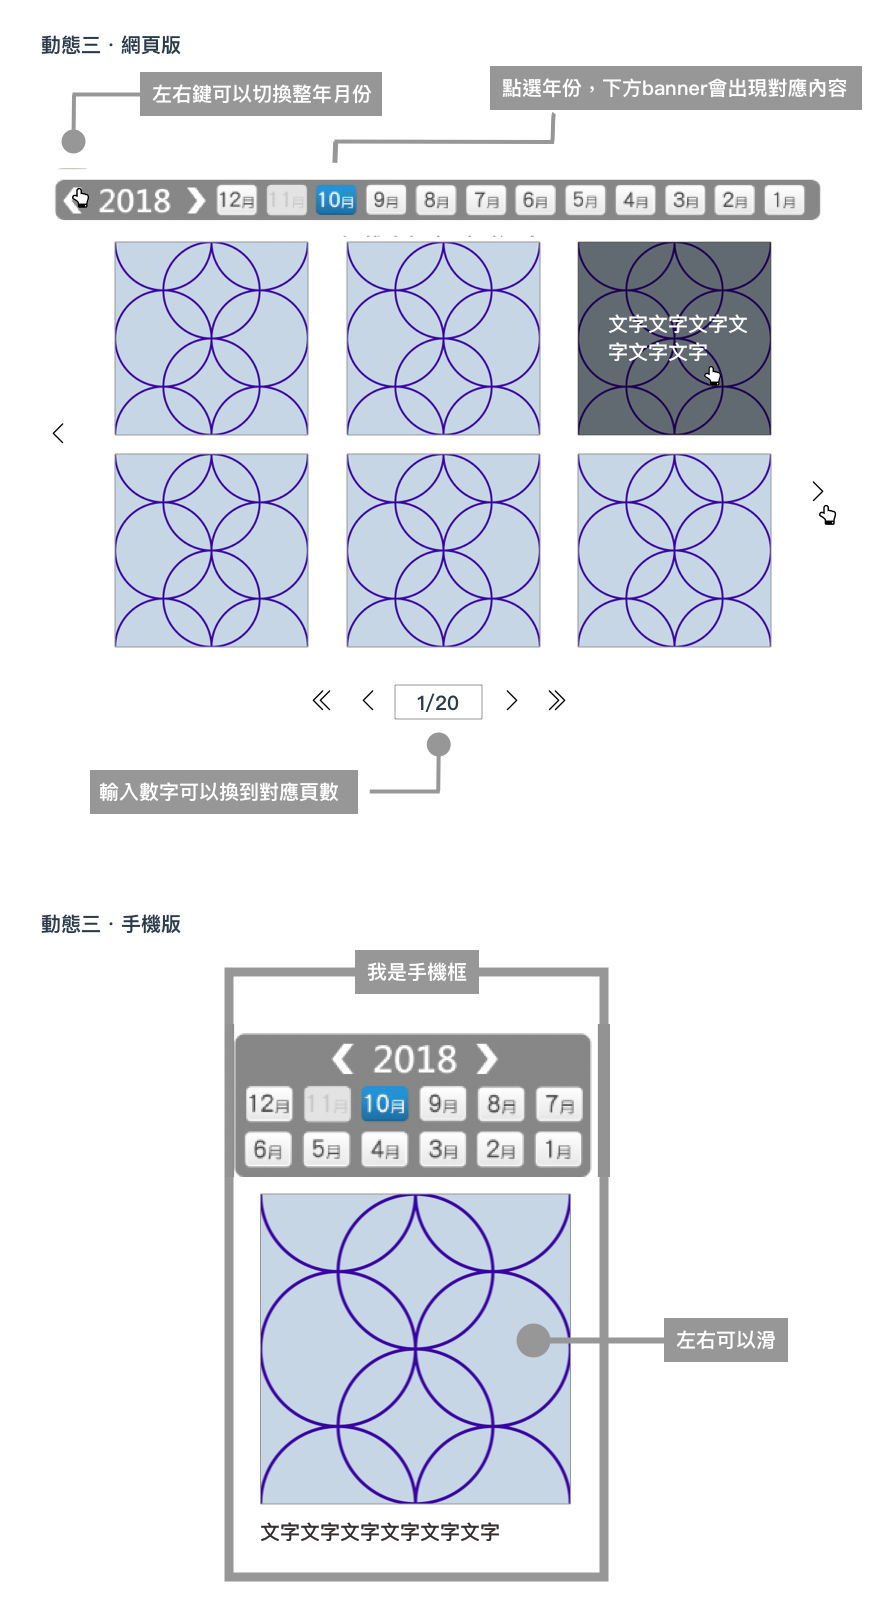 動態三・網頁版
左右鍵可以切換整年月份
點選年份，下方banner會出現對應內容
2018 12月 11月 10月 9月 8月 7月 6月 5月 4月 3月 2月 1月
文字文字文字文
字文字文字
1/20
輸入數字可以換到對應頁數
動態三・手機版
我是手機框
2018
12月 11月 10月 9月 8月 7月
6月 5月 4月 3月 2月 1月
左右可以滑
文字文字文字文字文字文字